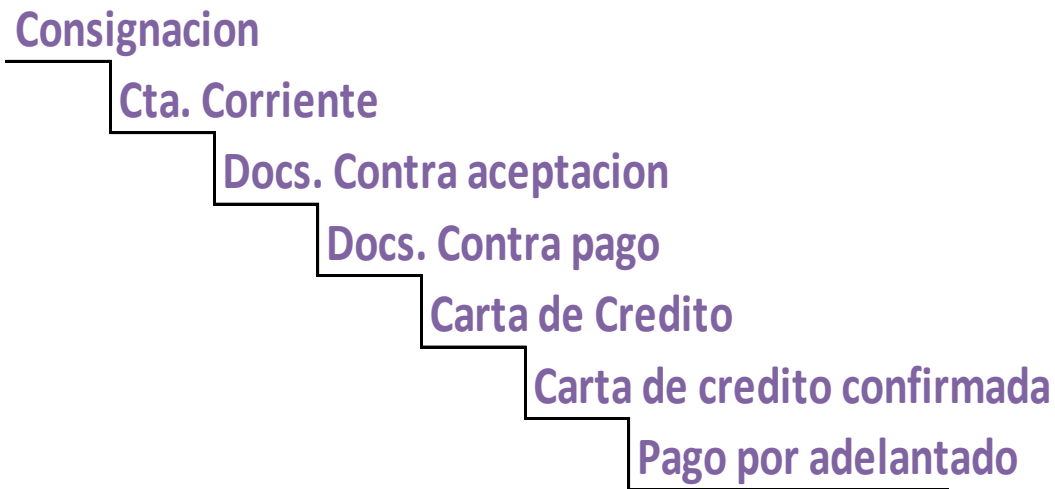 Consignacion
Cta. Corriente
Docs. Contra aceptacion
Docs. Contra pago
Carta de Credito
Carta de credito confirmada
Pago por adelantado